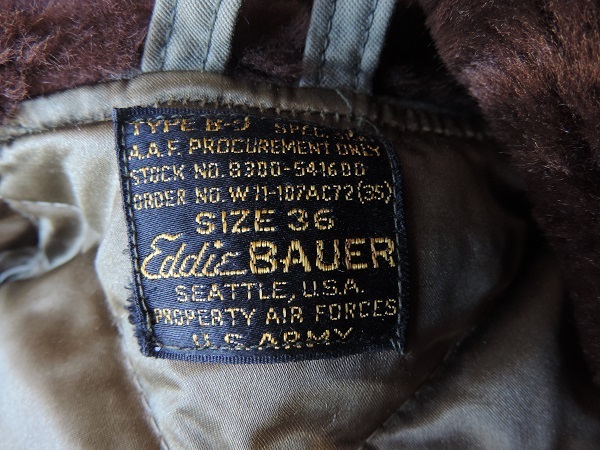 TYPE B-9
A.A.F. PROCUREMENT ONLY
STOCK NO. 8300-541600
ORDER NO. W11-107AC72 (35)
SIZE 36
Eddie BAUER
SEATTLE, U.S.A.
PROPERTY AIR FORCES
U.S. ARMY